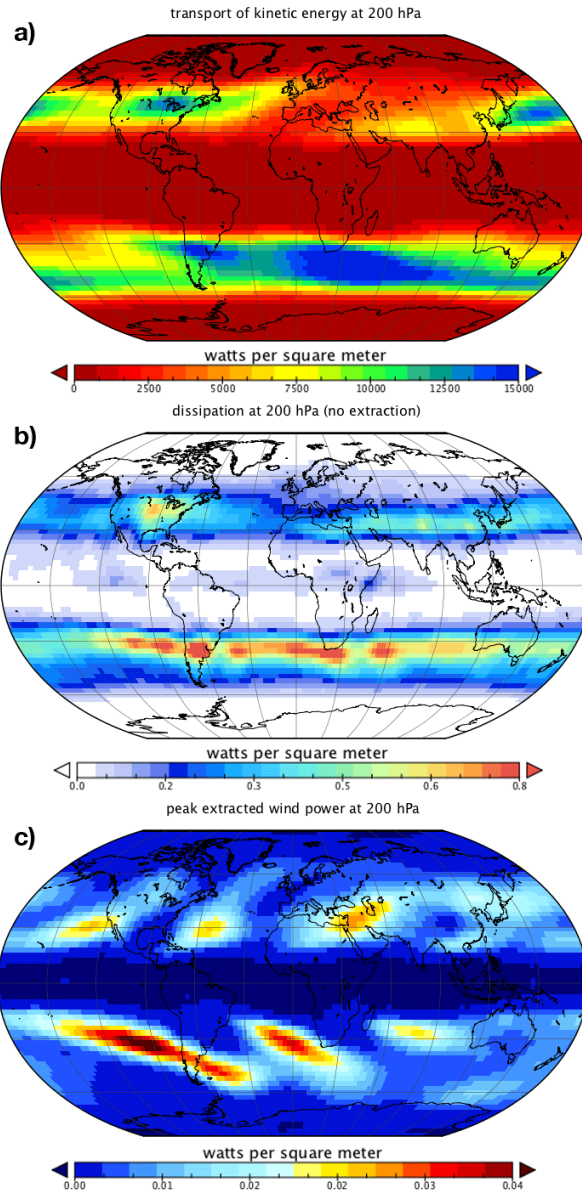 transport of kinetic energy at 200 hPa
a)
watts per square meter
0 2500 5000 7500 10000 12500 15000
dissipation at 200 hPa (no extraction)
b)
watts per square meter
0.0 0.2 0.3 0.5 0.6 0.8
peak extracted wind power at 200 hPa
c)
watts per square meter
0.00 0.01 0.02 0.02 0.03 0.04